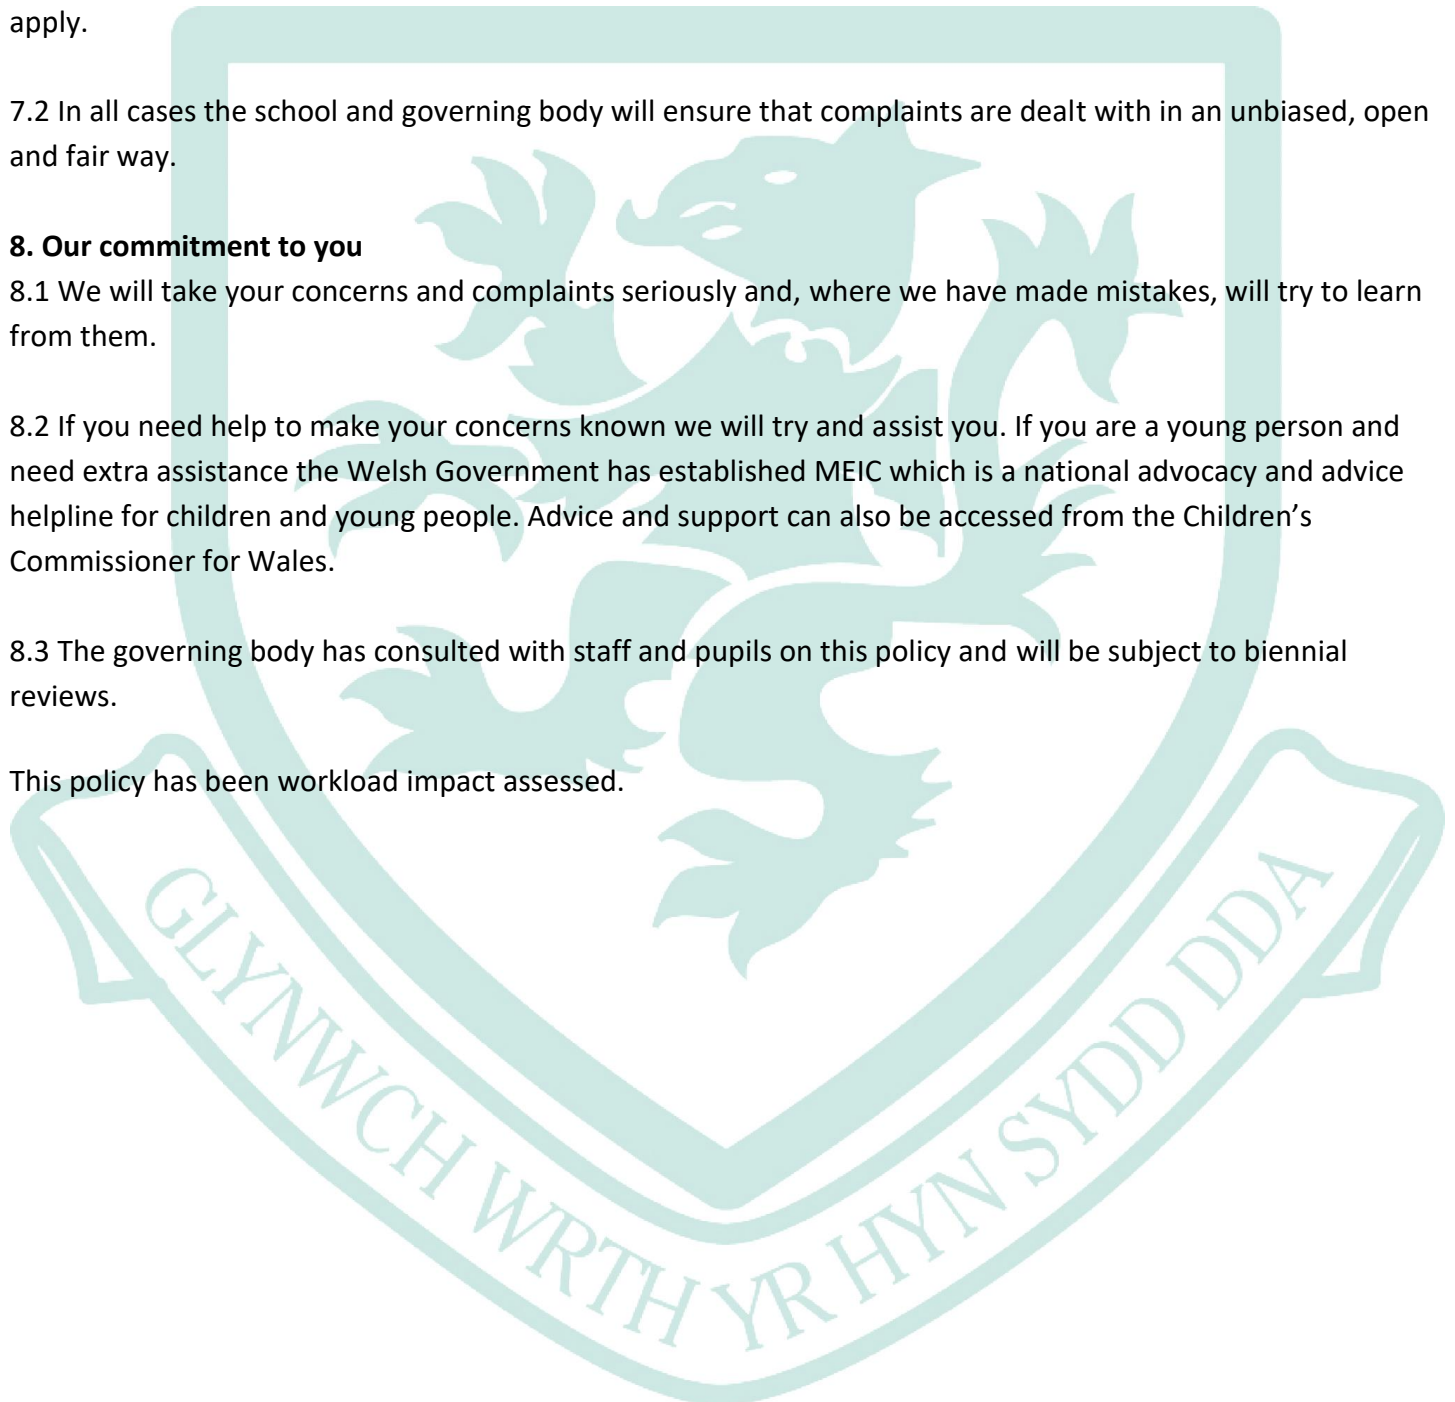 apply.
7.2 In all cases the school and governing body will ensure that complaints are dealt with in an unbiased, open
and fair way.
8. Our commitment to you
8.1 We will take your concerns and complaints seriously and, where we have made mistakes, will try to learn
from them.
8.2 If you need help to make your concerns known we will try and assist you. If you are a young person and
need extra assistance the Welsh Government has established MEIC which is a national advocacy and advice
helpline for children and young people. Advice and support can also be accessed from the Children’s
Commissioner for Wales.
8.3 The governing body has consulted with staff and pupils on this policy and will be subject to biennial
reviews.
This policy has been workload impact assessed.
GLYNWCH WRTH YR HYN SYDD DDA